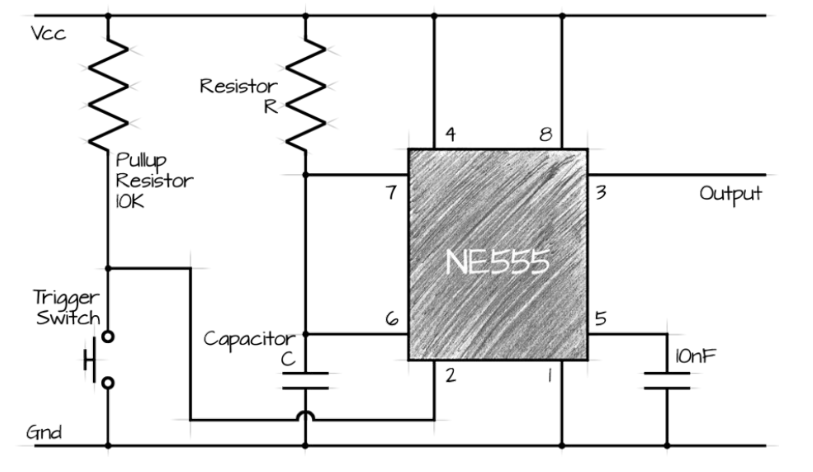 Vcc
Resistor
R
4
8
Pullup
Resistor
10K
7
3
Output
NE555
Trigger
Switch
6
5
Capacitor
C
10nF
2
1
Gnd